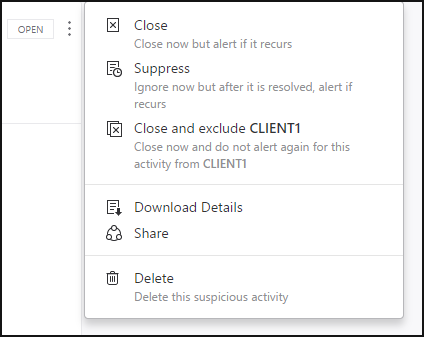 OPEN
Close
Close now but alert if it recurs
Suppress
Ignore now but after it is resolved, alert if
recurs
Close and exclude CLIENT1
Close now and do not alert again for this
activity from CLIENT1
Download Details
Share
Delete
Delete this suspicious activity